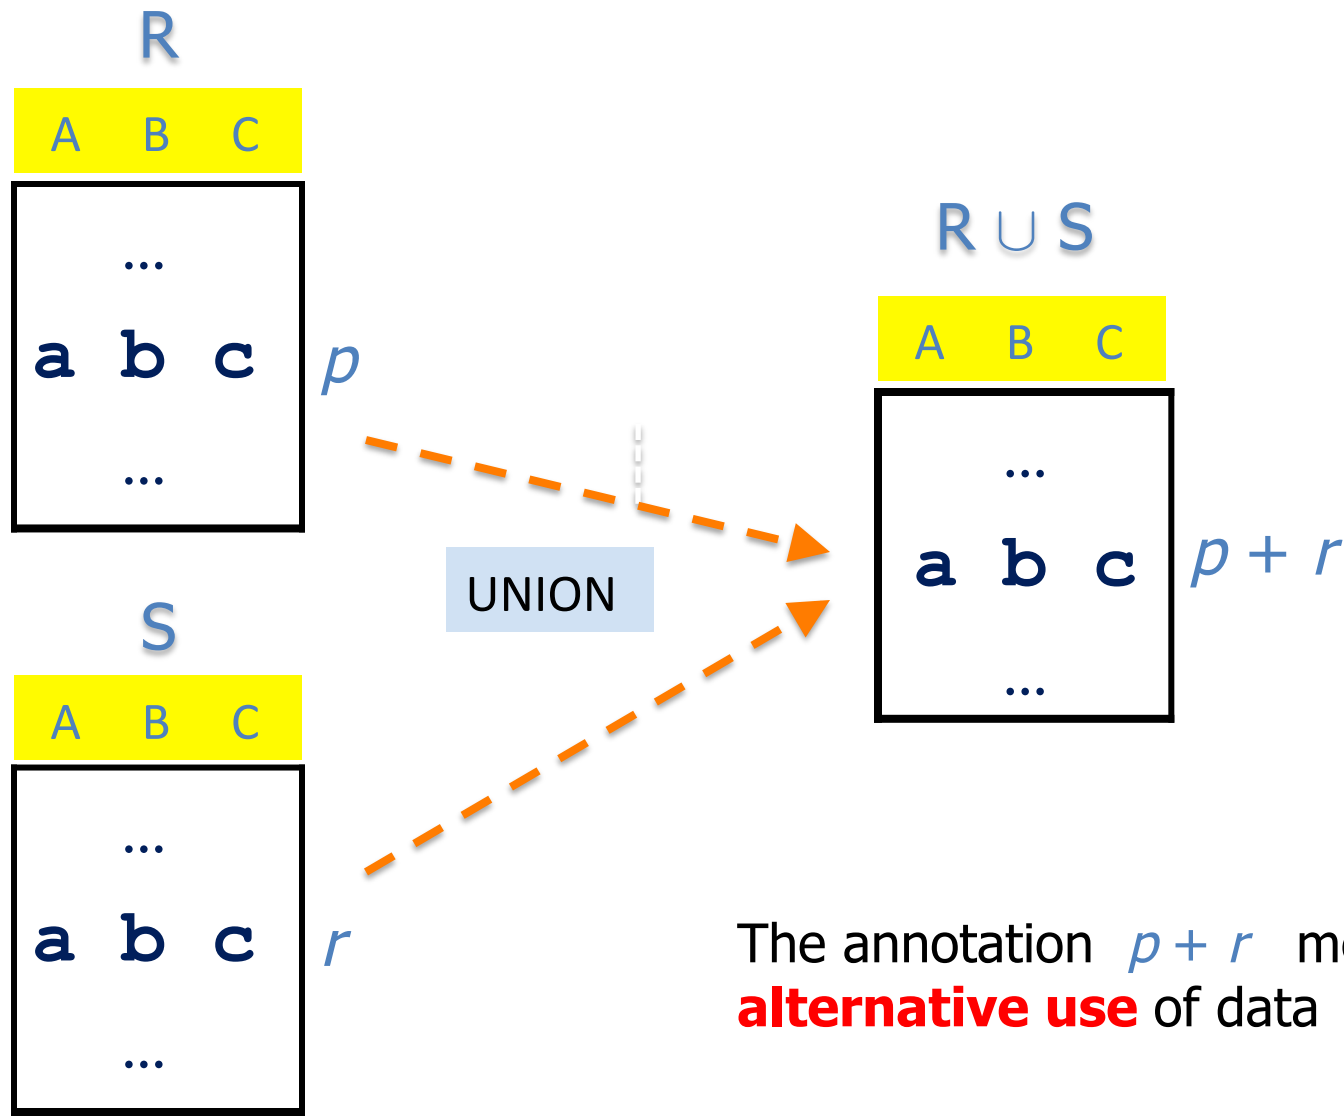 R
A B C
...
a b c p
...
S
A B C
...
a b c r
...
UNION
R ∪ S
A B C
...
a b c p + r
...
The annotation p + r
alternative use of data